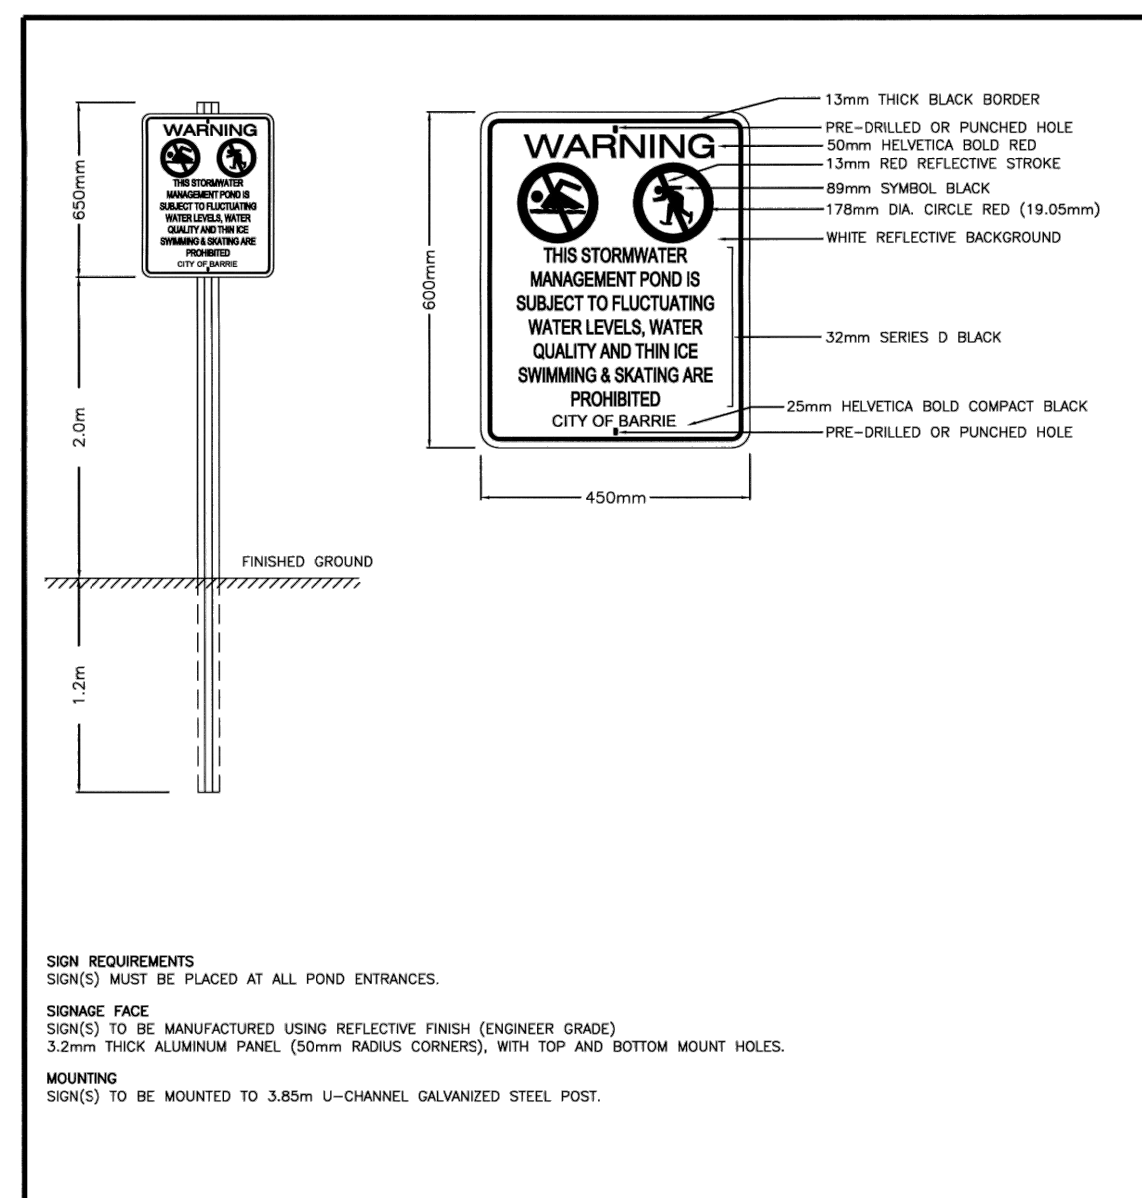 650mm
2.0m
1.2m
WARNING
THIS STORMWATER
MANAGEMENT POND IS
SUBJECT TO FLUCTUATING
WATER LEVELS, WATER
QUALITY AND THIN ICE
SWIMMING & SKATING ARE
PROHIBITED
CITY OF BARRIE
FINISHED GROUND
600mm
450mm
WARNING
THIS STORMWATER
MANAGEMENT POND IS
SUBJECT TO FLUCTUATING
WATER LEVELS, WATER
QUALITY AND THIN ICE
SWIMMING & SKATING ARE
PROHIBITED
CITY OF BARRIE
13mm THICK BLACK BORDER
PRE-DRILLED OR PUNCHED HOLE
50mm HELVETICA BOLD RED
13mm RED REFLECTIVE STROKE
89mm SYMBOL BLACK
178mm DIA. CIRCLE RED (19.05mm)
WHITE REFLECTIVE BACKGROUND
32mm SERIES D BLACK
25mm HELVETICA BOLD COMPACT BLACK
PRE-DRILLED OR PUNCHED HOLE
SIGN REQUIREMENTS
SIGN(S) MUST BE PLACED AT ALL POND ENTRANCES.
SIGNAGE FACE
SIGN(S) TO BE MANUFACTURED USING REFLECTIVE FINISH (ENGINEER GRADE)
3.2mm THICK ALUMINUM PANEL (50mm RADIUS CORNERS), WITH TOP AND BOTTOM MOUNT HOLES.
MOUNTING
SIGN(S) TO BE MOUNTED TO 3.85m U-CHANNEL GALVANIZED STEEL POST.